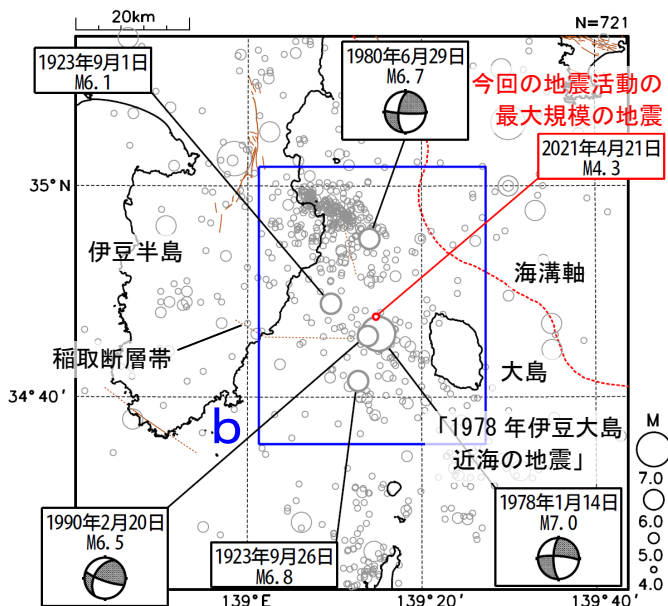 20km
N=721
1923年9月1日
M6.1
1980年6月29日
M6.7
今回の地震活動の
最大規模の地震
2021年4月21日
M4.3
35°N
伊豆半島
海溝軸
稲取断層帯
大島
34°40'
b
「1978年伊豆大島
近海の地震」
M
7.0
6.0
5.0
4.0
1990年2月20日
M6.5
1923年9月26日
M6.8
1978年1月14日
M7.0
139°E
139°20'
139°40'